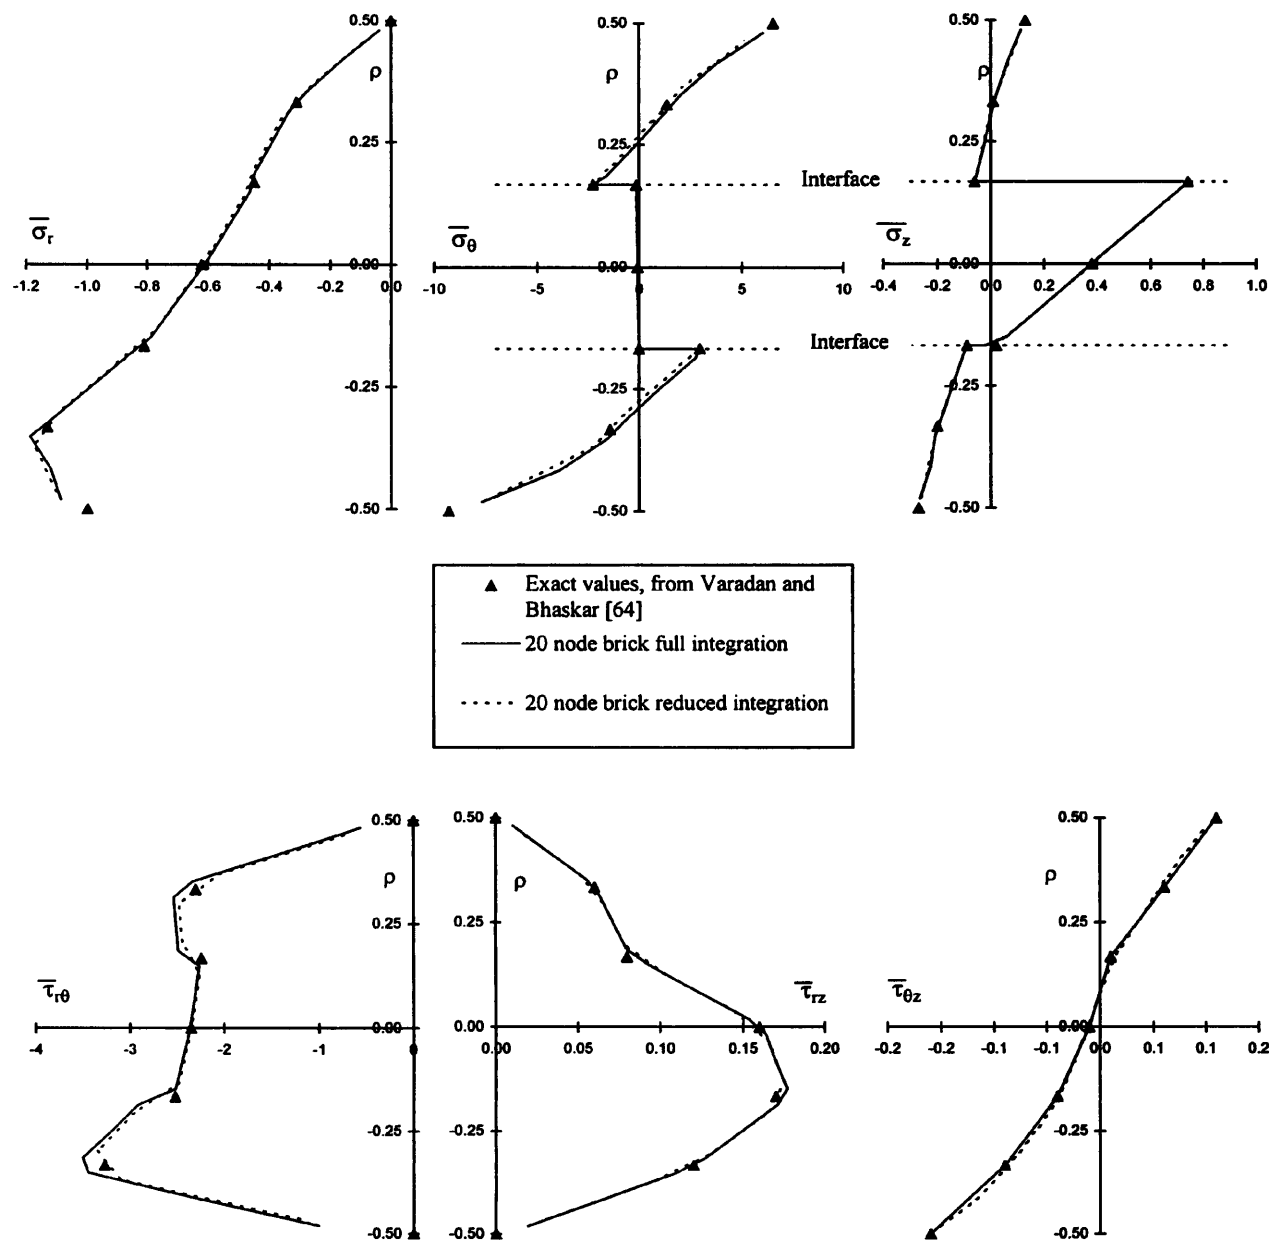 0.50
ρ
0.25
σ̅r
-1.2 -1.0 -0.8 -0.6 -0.4 -0.2 0.0
-0.25
-0.50
0.50
ρ
0.25
σ̅θ
0.00
-10 -5 0 5 10
-0.25
-0.50
Interface
Interface
0.50
ρ
0.25
σ̅z
0.00
-0.4 -0.2 0.0 0.2 0.4 0.6 0.8 1.0
-0.25
-0.50
Exact values, from Varadan and
Bhaskar [64]
20 node brick full integration
20 node brick reduced integration
0.50
ρ
0.25
τ̅rθ
0.00
-4 -3 -2 -1 0
-0.25
-0.50
0.50
ρ
0.25
τ̅rz
0.00
0.00 0.05 0.10 0.15 0.20
-0.25
-0.50
0.50
ρ
0.25
τ̅θz
0.00
-0.2 -0.2 -0.1 -0.1 0.0 0.1 0.1 0.2
-0.25
-0.50